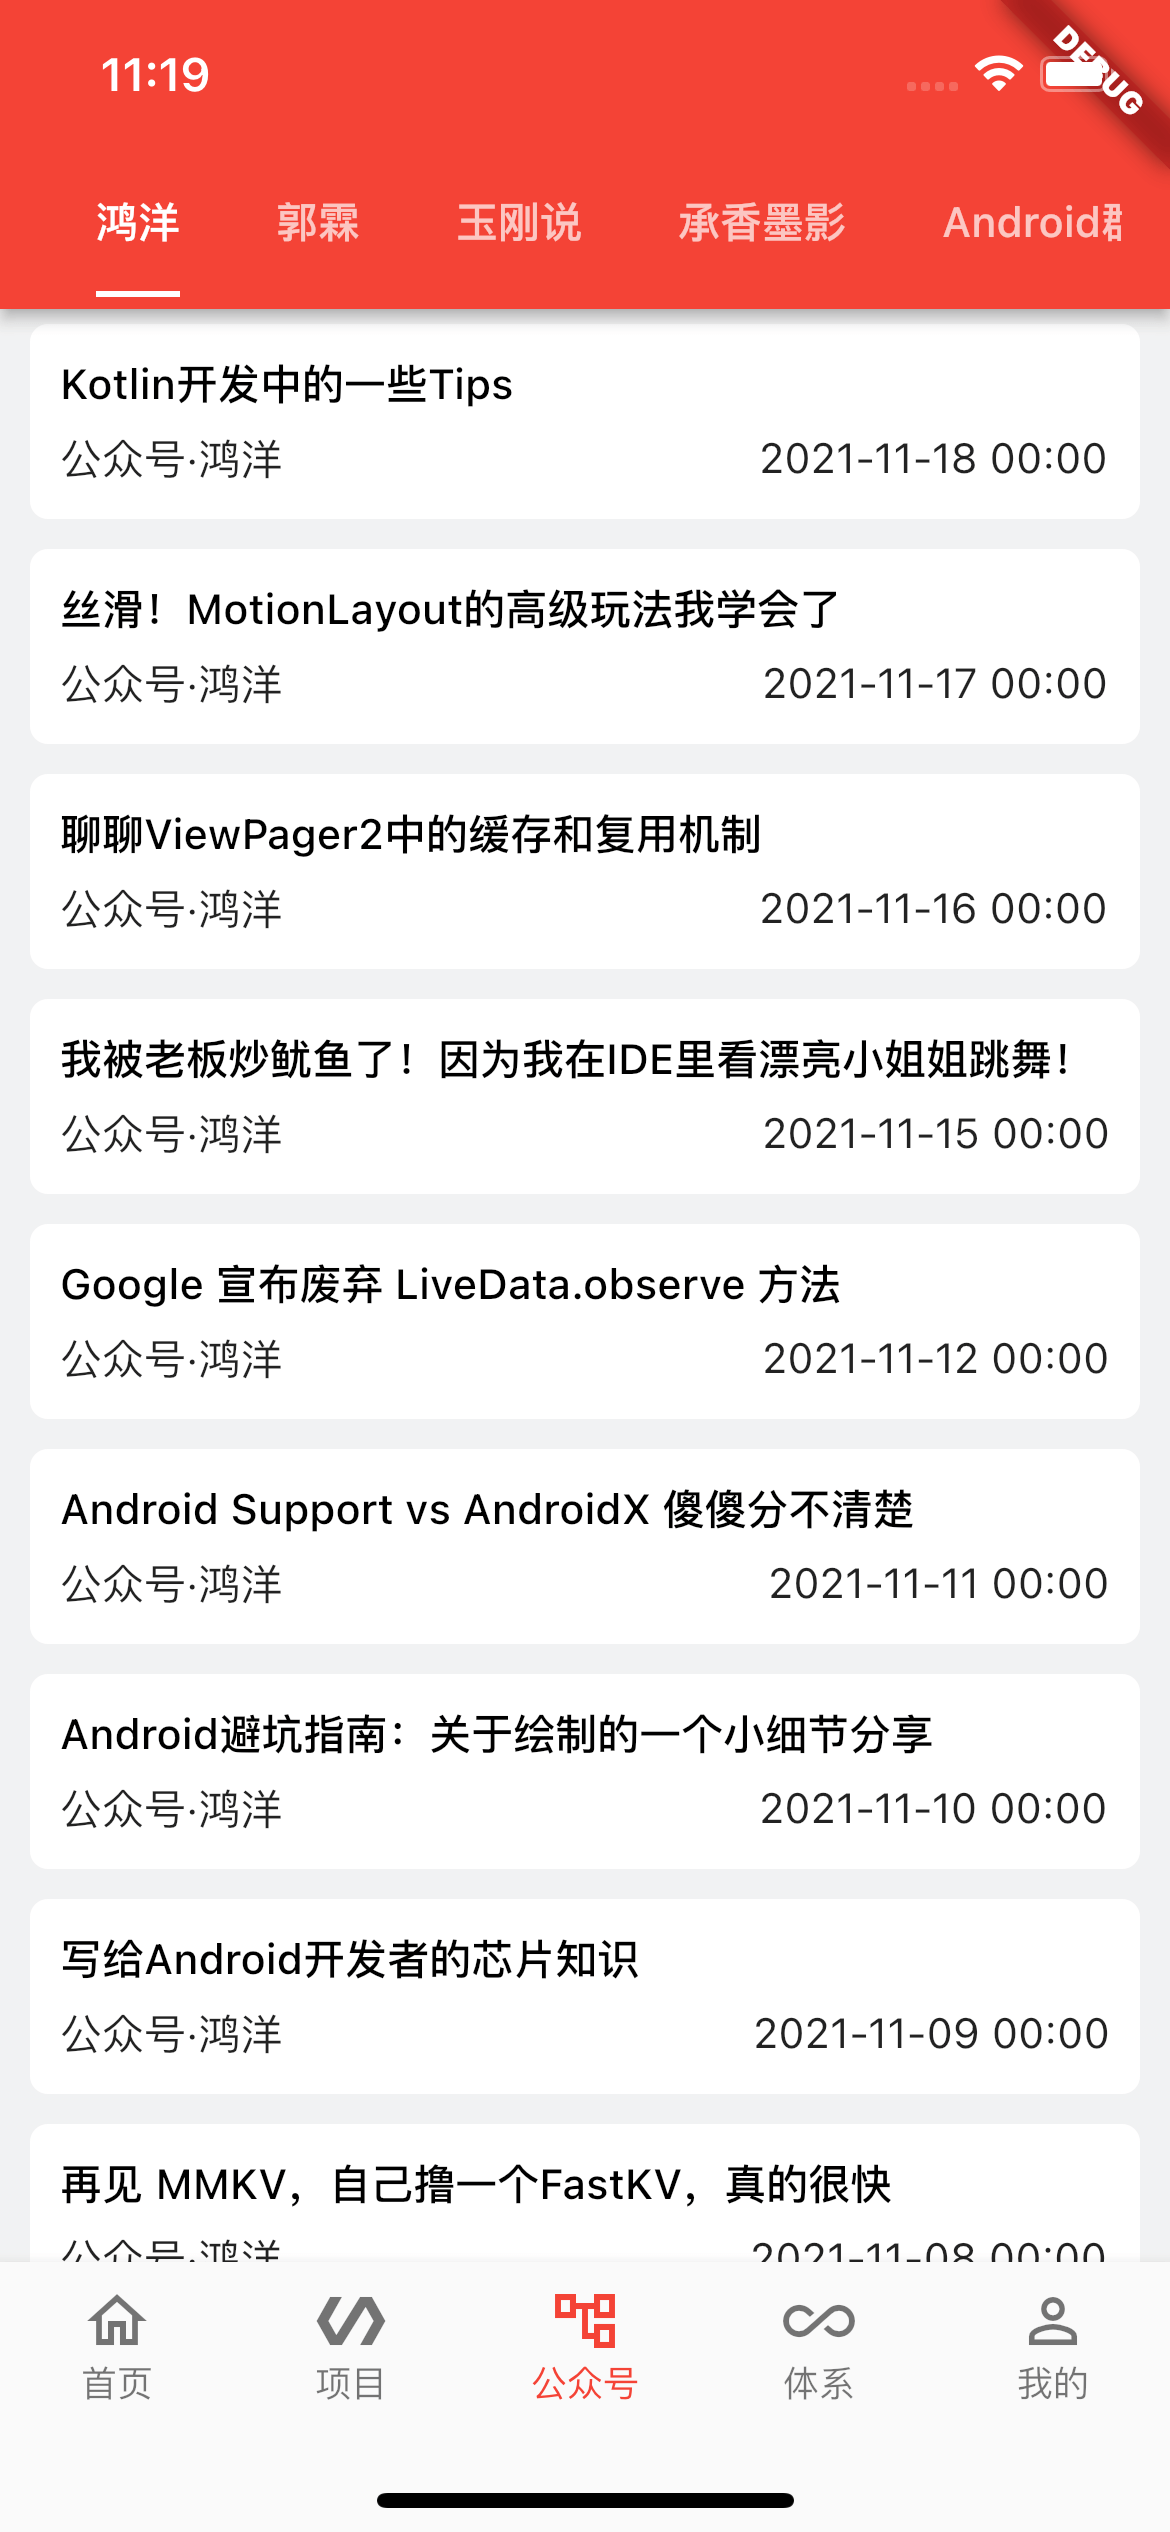 11:19
DEBUG
鸿洋 郭霖 玉刚说 承香墨影 Android群
Kotlin开发中的一些Tips
公众号·鸿洋 2021-11-18 00:00
丝滑！MotionLayout的高级玩法我学会了
公众号·鸿洋 2021-11-17 00:00
聊聊ViewPager2中的缓存和复用机制
公众号·鸿洋 2021-11-16 00:00
我被老板炒鱿鱼了！因为我在IDE里看漂亮小姐姐跳舞！
公众号·鸿洋 2021-11-15 00:00
Google 宣布废弃 LiveData.observe 方法
公众号·鸿洋 2021-11-12 00:00
Android Support vs AndroidX 傻傻分不清楚
公众号·鸿洋 2021-11-11 00:00
Android避坑指南：关于绘制的一个小细节分享
公众号·鸿洋 2021-11-10 00:00
写给Android开发者的芯片知识
公众号·鸿洋 2021-11-09 00:00
再见 MMKV，自己撸一个FastKV，真的很快
公众号·鸿洋 2021-11-08 00:00
首页 项目 公众号 体系 我的